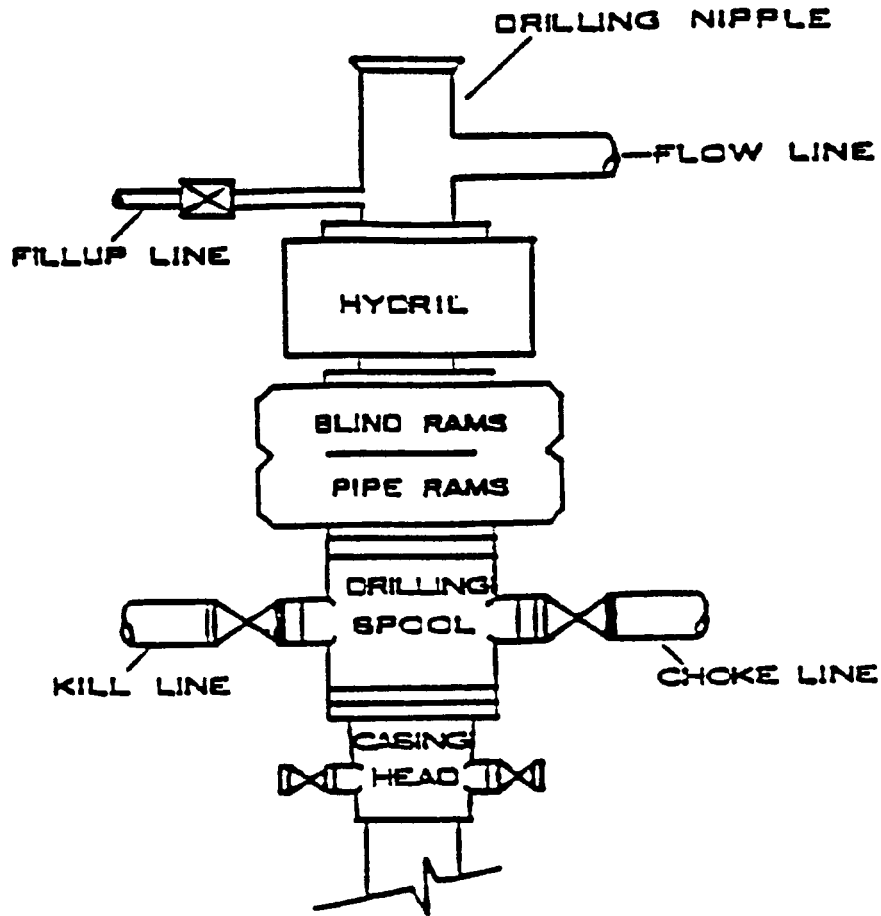 DRILLING NIPPLE
FLOW LINE
FILLUP LINE
HYDRIL
BLIND RAMS
PIPE RAMS
DRILLING
SPOOL
KILL LINE
CHOKE LINE
CASING
HEAD